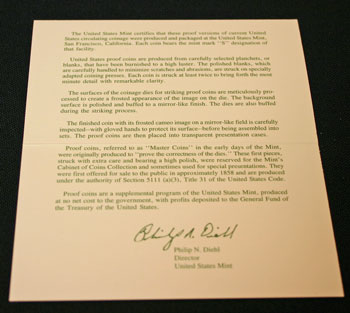 The United States Mint certifies that these proof versions of current United
States circulating coinage were produced and packaged at the United States Mint,
San Francisco, California. Each coin bears the mint mark "S" designation of
that facility.
United States proof coins are produced from carefully selected planchets, or
blanks, that have been burnished to a high luster. The polished blanks, which
are carefully handled to minimize scratches and abrasions, are struck on specially
adapted coining presses. Each coin is struck at least twice to bring forth the most
minute detail with remarkable clarity.
The surfaces of the coinage dies for striking proof coins are meticulously pro-
cessed to create a frosted appearance of the image on the die. The background
surface is polished and buffed to a mirror-like finish. The dies are also buffed
during the striking process.
The finished coin with its frosted cameo image on a mirror-like field is carefully
inspected—with gloved hands to protect its surface—before being assembled into
sets. The proof coins are then placed into transparent presentation cases.
Proof coins, referred to as "Master Coins" in the early days of the Mint,
were originally produced to "prove the correctness of the dies." These first pieces,
struck with extra care and bearing a high polish, were reserved for the Mint's
Cabinet of Coins Collection and sometimes used for special presentations. They
were first offered for sale to the public in approximately 1858 and are produced
under the authority of Section 5111 (a)(3), Title 31 of the United States Code.
Proof coins are a supplemental program of the United States Mint, produced
at no net cost to the government, with profits deposited to the General Fund of
the Treasury of the United States.
Philip N. Diehl
Philip N. Diehl
Director
United States Mint